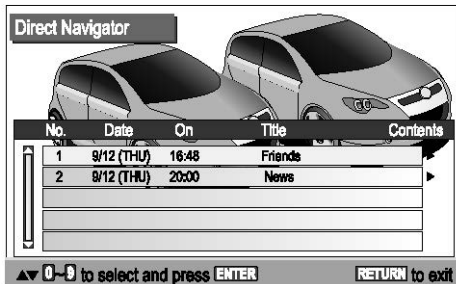 Direct Navigator
No. Date On Title Contents
1 9/12 (THU) 16:48 Friends ►
2 9/12 (THU) 20:00 News ►
▲▼ 0~9 to select and press ENTER RETURN to exit